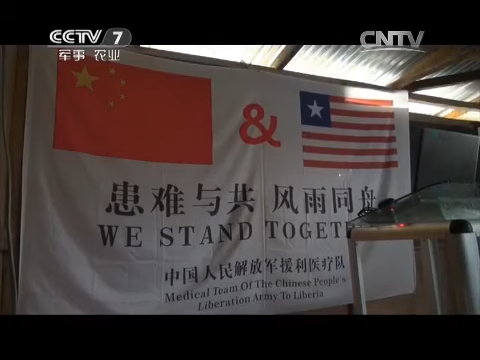 CCTV 7
军事 农业
CNTV
&
患难与共 风雨同舟
WE STAND TOGETHE
中国人民解放军援利医疗队
Medical Team Of The Chinese People's
Liberation Army To Liberia